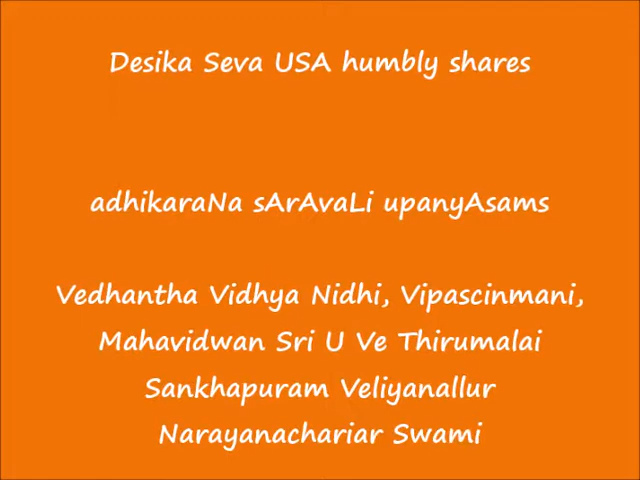 Desika Seva USA humbly shares
adhikaraNa sArAvaLi upanyAsams
Vedhantha Vidhya Nidhi, Vipascinmani,
Mahavidwan Sri U Ve Thirumalai
Sankhapuram Veliyanallur
Narayanachariar Swami